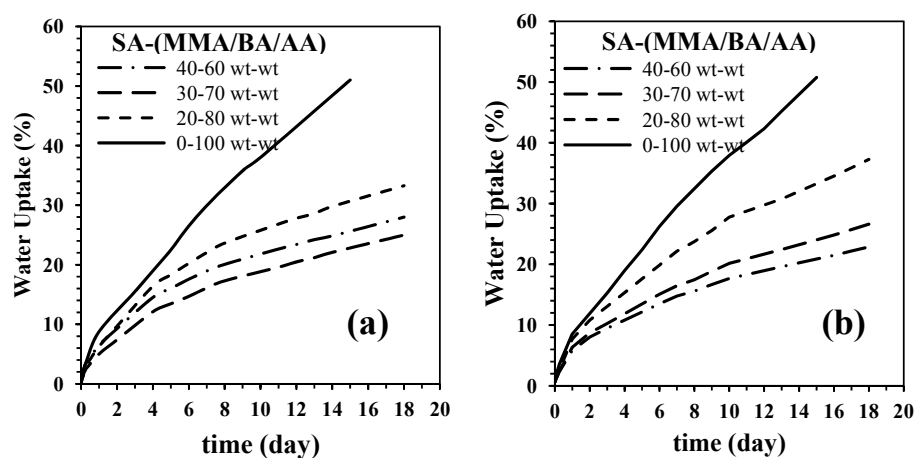 60
50
40
30
20
10
0
Water Uptake (%)
SA-(MMA/BA/AA)
40-60 wt-wt
30-70 wt-wt
20-80 wt-wt
0-100 wt-wt
(a)
0 2 4 6 8 10 12 14 16 18 20
time (day)
60
50
40
30
20
10
0
Water Uptake (%)
SA-(MMA/BA/AA)
40-60 wt-wt
30-70 wt-wt
20-80 wt-wt
0-100 wt-wt
(b)
0 2 4 6 8 10 12 14 16 18 20
time (day)